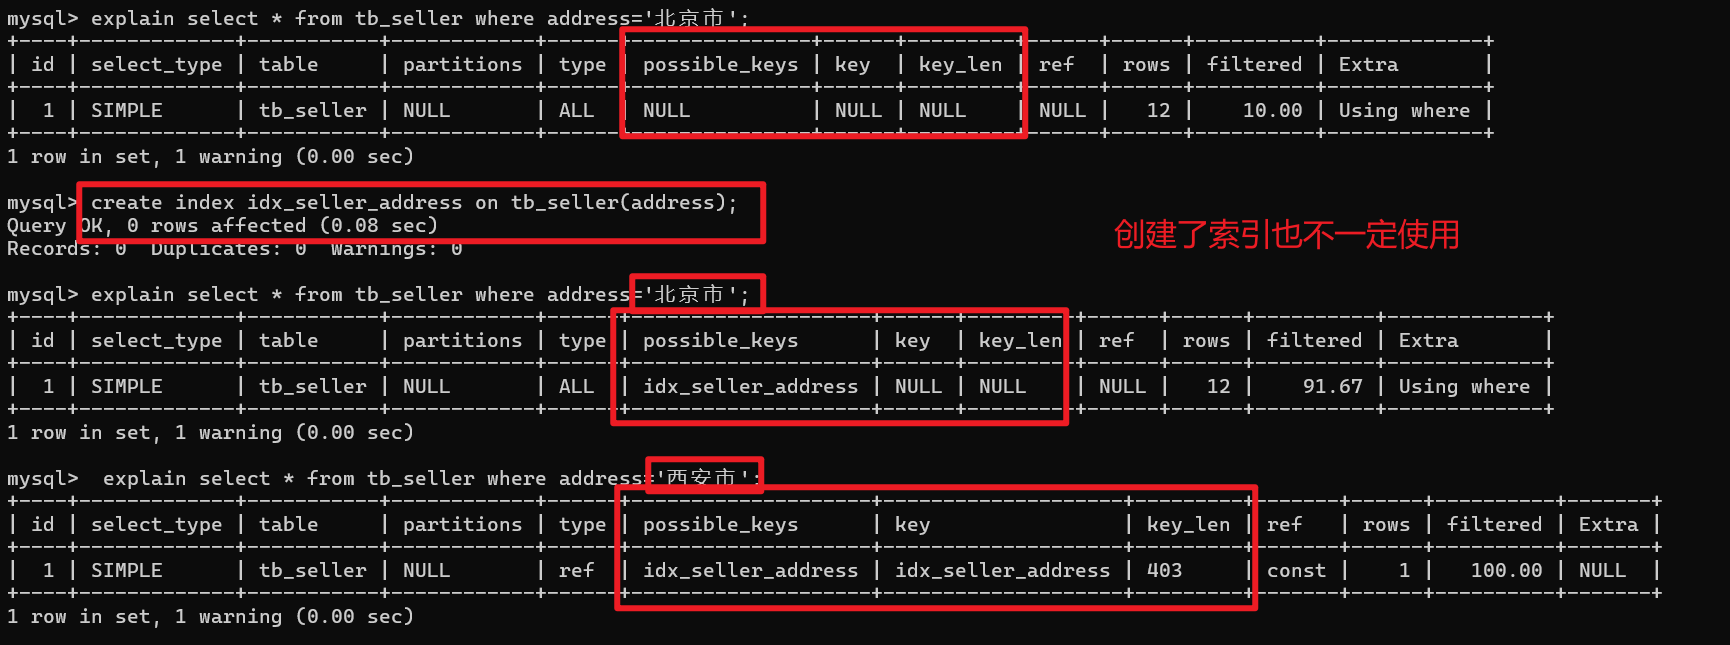 mysql> explain select * from tb_seller where address='北京市';
+----+-------------+-----------+------------+------+---------------+------+---------+------+------+----------+-------------+
| id | select_type | table     | partitions | type | possible_keys | key  | key_len | ref  | rows | filtered | Extra       |
+----+-------------+-----------+------------+------+---------------+------+---------+------+------+----------+-------------+
|  1 | SIMPLE      | tb_seller | NULL       | ALL  | NULL          | NULL | NULL    | NULL |   12 |    10.00 | Using where |
+----+-------------+-----------+------------+------+---------------+------+---------+------+------+----------+-------------+
1 row in set, 1 warning (0.00 sec)
mysql> create index idx_seller_address on tb_seller(address);
Query OK, 0 rows affected (0.08 sec)
创建了索引也不一定使用
Records: 0  Duplicates: 0  Warnings: 0
mysql> explain select * from tb_seller where address='北京市';
+----+-------------+-----------+------------+------+--------------------+------+---------+------+------+----------+-------------+
| id | select_type | table     | partitions | type | possible_keys      | key  | key_len | ref  | rows | filtered | Extra       |
+----+-------------+-----------+------------+------+--------------------+------+---------+------+------+----------+-------------+
|  1 | SIMPLE      | tb_seller | NULL       | ALL  | idx_seller_address | NULL | NULL    | NULL |   12 |    91.67 | Using where |
+----+-------------+-----------+------------+------+--------------------+------+---------+------+------+----------+-------------+
1 row in set, 1 warning (0.00 sec)
mysql>  explain select * from tb_seller where address='西安市';
+----+-------------+-----------+------------+------+--------------------+--------------------+---------+-------+------+----------+-------+
| id | select_type | table     | partitions | type | possible_keys      | key                | key_len | ref   | rows | filtered | Extra |
+----+-------------+-----------+------------+------+--------------------+--------------------+---------+-------+------+----------+-------+
|  1 | SIMPLE      | tb_seller | NULL       | ref  | idx_seller_address | idx_seller_address | 403     | const |    1 |   100.00 | NULL  |
+----+-------------+-----------+------------+------+--------------------+--------------------+---------+-------+------+----------+-------+
1 row in set, 1 warning (0.00 sec)